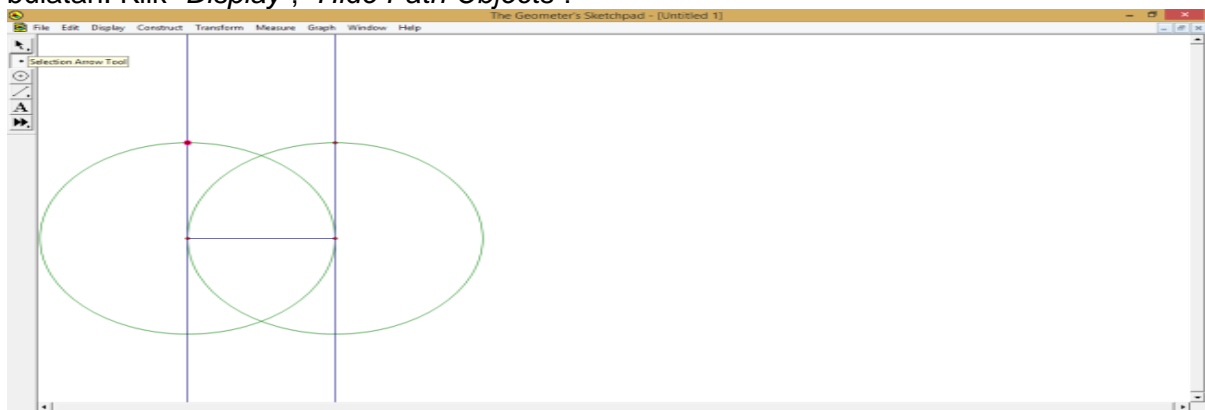 bulatan. Klik "Display", "Hide Path Objects".
The Geometer's Sketchpad - [Untitled 1]
File Edit Display Construct Transform Measure Graph Window Help
Selection Arrow Tool
A